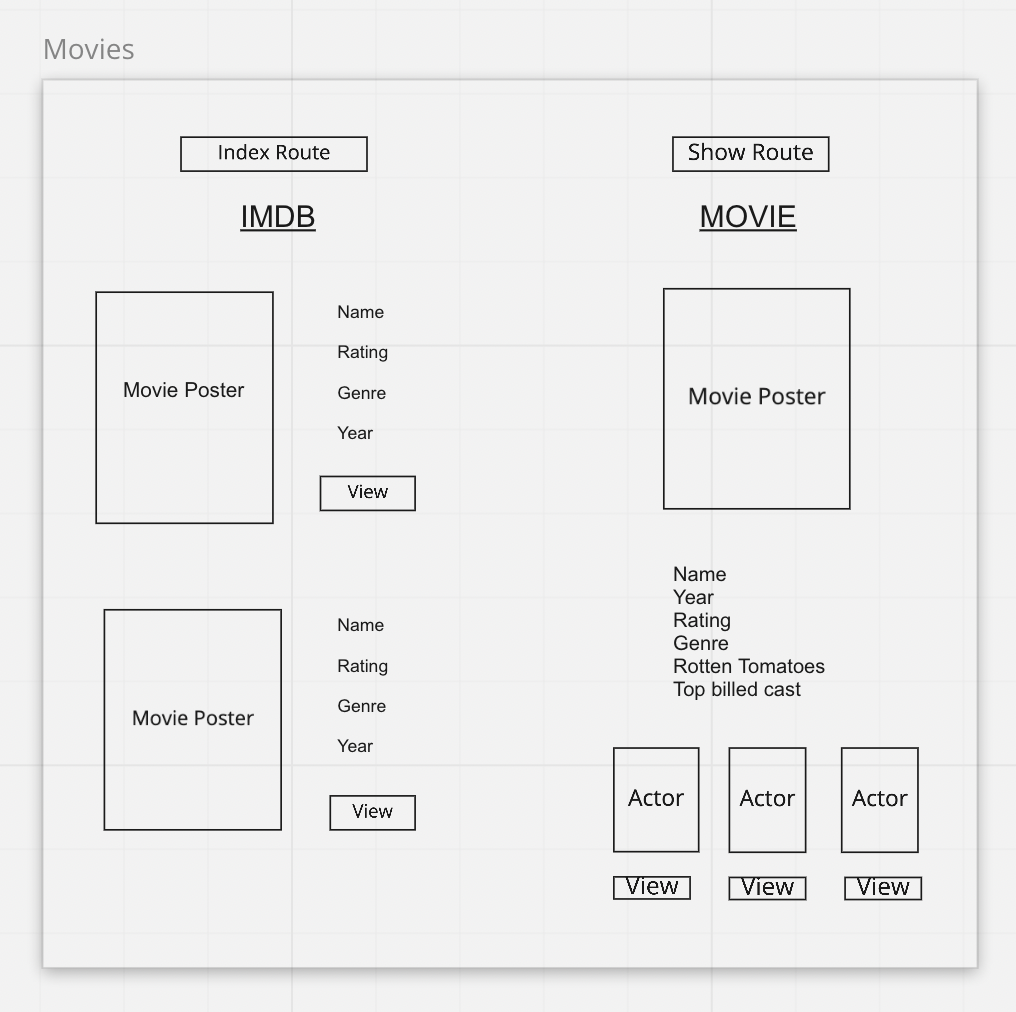 Movies
Index Route
IMDB
Movie Poster
Name
Rating
Genre
Year
View
Movie Poster
Name
Rating
Genre
Year
View
Show Route
MOVIE
Movie Poster
Name
Year
Rating
Genre
Rotten Tomatoes
Top billed cast
Actor
Actor
Actor
View
View
View